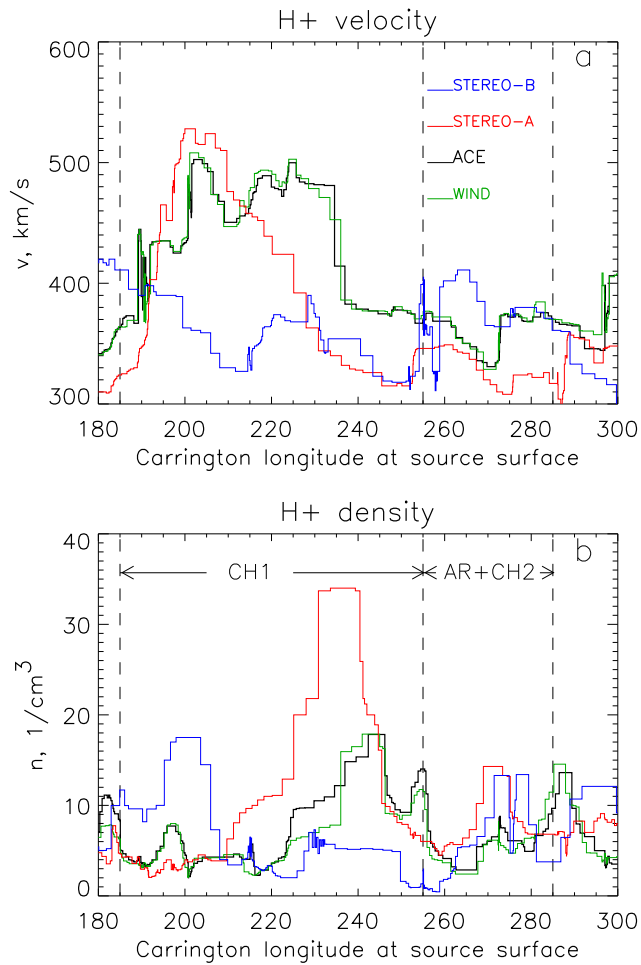 H+ velocity
600
a
STEREO-B
STEREO-A
500
ACE
WIND
v, km/s
400
300
180 200 220 240 260 280 300
Carrington longitude at source surface
H+ density
40
b
CH1 AR+CH2
30
n, 1/cm³
20
10
0
180 200 220 240 260 280 300
Carrington longitude at source surface